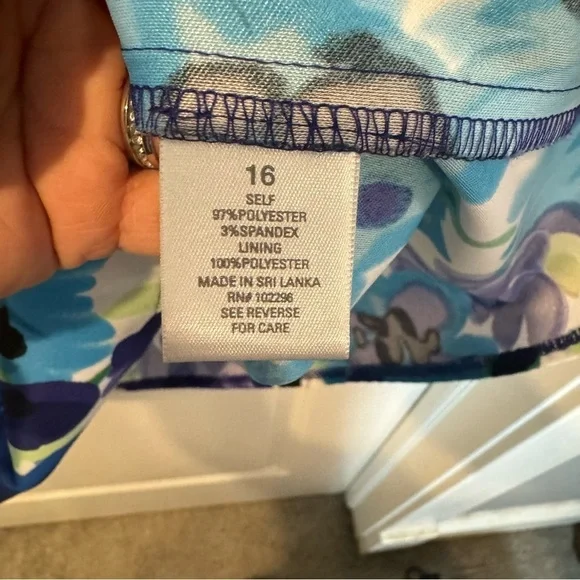 16
SELF
97%POLYESTER
3%SPANDEX
LINING
100%POLYESTER
MADE IN SRI LANKA
RN# 102296
SEE REVERSE
FOR CARE